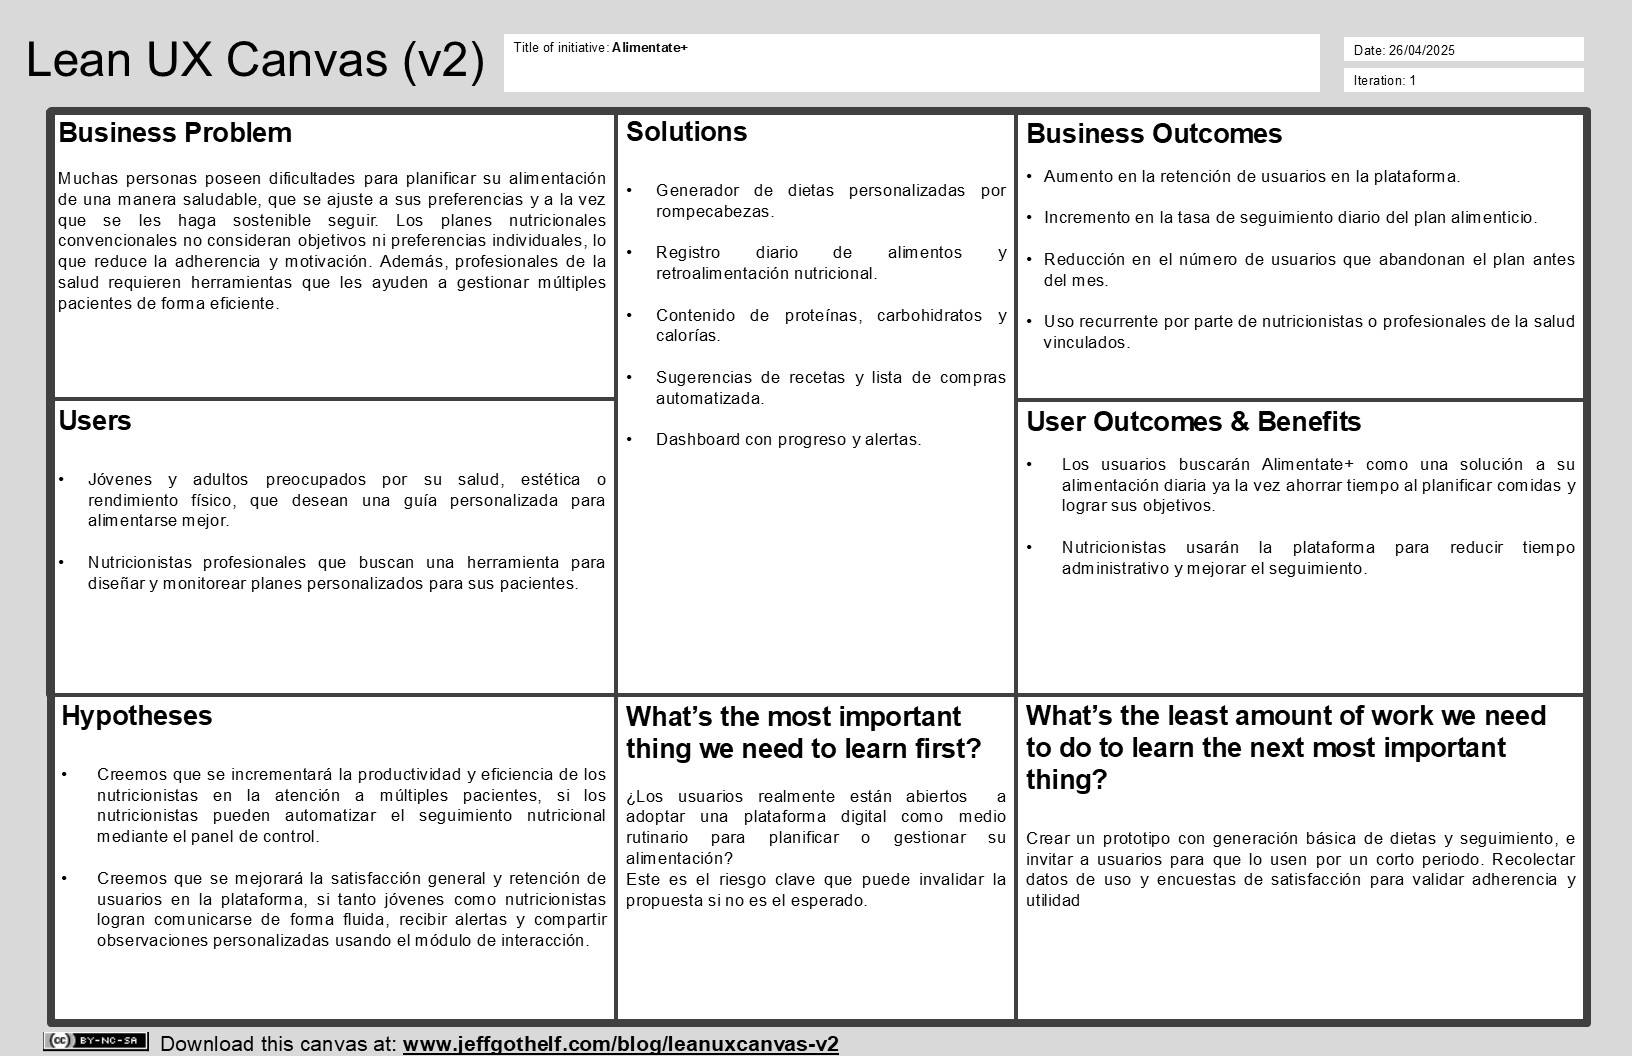 Lean UX Canvas (v2)
Title of initiative: Alimentate+
Date: 26/04/2025
Iteration: 1
Business Problem
Muchas personas poseen dificultades para planificar su alimentación
de una manera saludable, que se ajuste a sus preferencias y a la vez
que se les haga sostenible seguir. Los planes nutricionales
convencionales no consideran objetivos ni preferencias individuales, lo
que reduce la adherencia y motivación. Además, profesionales de la
salud requieren herramientas que les ayuden a gestionar múltiples
pacientes de forma eficiente.
Users
• Jóvenes y adultos preocupados por su salud, estética o
rendimiento físico, que desean una guía personalizada para
alimentarse mejor.
• Nutricionistas profesionales que buscan una herramienta para
diseñar y monitorear planes personalizados para sus pacientes.
Solutions
• Generador de dietas personalizadas por
rompecabezas.
• Registro diario de alimentos y
retroalimentación nutricional.
• Contenido de proteínas, carbohidratos y
calorías.
• Sugerencias de recetas y lista de compras
automatizada.
• Dashboard con progreso y alertas.
Business Outcomes
• Aumento en la retención de usuarios en la plataforma.
• Incremento en la tasa de seguimiento diario del plan alimenticio.
• Reducción en el número de usuarios que abandonan el plan antes
del mes.
• Uso recurrente por parte de nutricionistas o profesionales de la salud
vinculados.
User Outcomes & Benefits
• Los usuarios buscarán Alimentate+ como una solución a su
alimentación diaria ya la vez ahorrar tiempo al planificar comidas y
lograr sus objetivos.
• Nutricionistas usarán la plataforma para reducir tiempo
administrativo y mejorar el seguimiento.
Hypotheses
• Creemos que se incrementará la productividad y eficiencia de los
nutricionistas en la atención a múltiples pacientes, si los
nutricionistas pueden automatizar el seguimiento nutricional
mediante el panel de control.
• Creemos que se mejorará la satisfacción general y retención de
usuarios en la plataforma, si tanto jóvenes como nutricionistas
logran comunicarse de forma fluida, recibir alertas y compartir
observaciones personalizadas usando el módulo de interacción.
What’s the most important
thing we need to learn first?
¿Los usuarios realmente están abiertos a
adoptar una plataforma digital como medio
rutinario para planificar o gestionar su
alimentación?
Este es el riesgo clave que puede invalidar la
propuesta si no es el esperado.
What’s the least amount of work we need
to do to learn the next most important
thing?
Crear un prototipo con generación básica de dietas y seguimiento, e
invitar a usuarios para que lo usen por un corto periodo. Recolectar
datos de uso y encuestas de satisfacción para validar adherencia y
utilidad
(cc) BY-NC-SA
Download this canvas at: www.jeffgothelf.com/blog/leanuxcanvas-v2